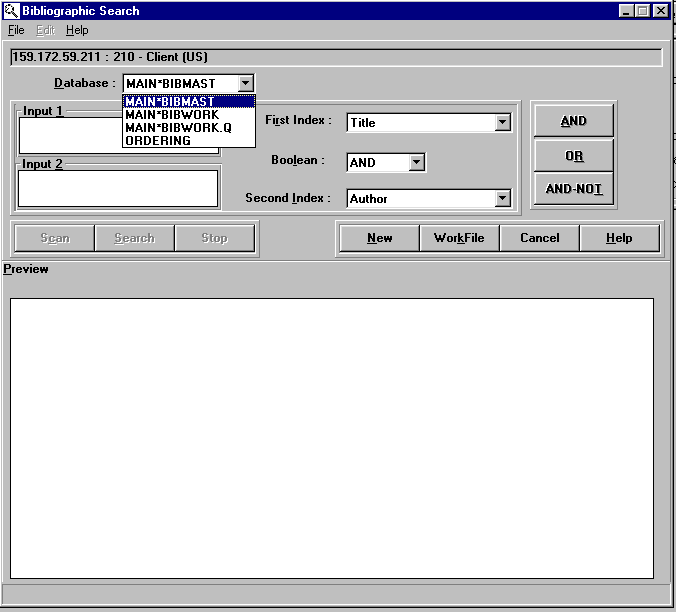 Bibliographic Search
File Edit Help
159.172.59.211 : 210 - Client (US)
Database : MAIN*BIBMAST
MAIN*BIBMAST
MAIN*BIBWORK
MAIN*BIBWORK.Q
ORDERING
Input 1
Input 2
First Index : Title
Boolean : AND
Second Index : Author
AND
OR
AND-NOT
Scan Search Stop New WorkFile Cancel Help
Preview